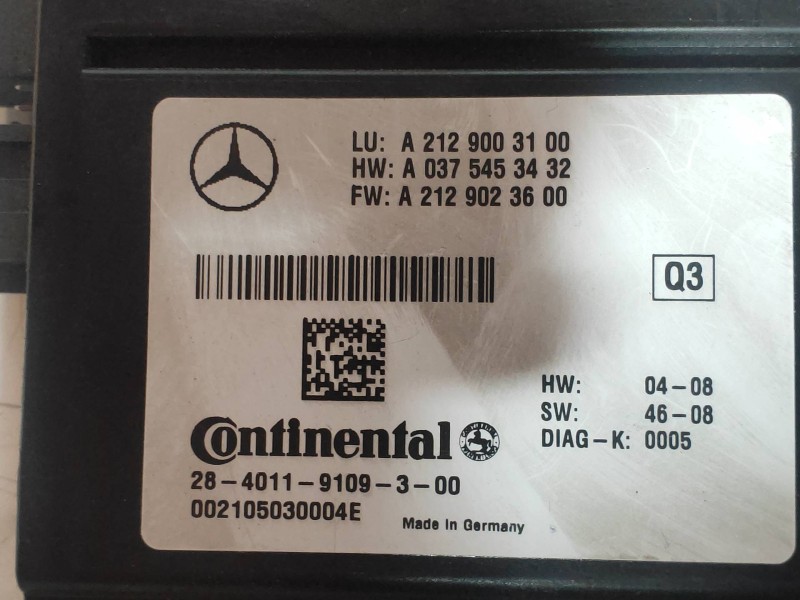 LU: A 212 900 31 00
HW: A 037 545 34 32
FW: A 212 902 36 00
Q3
HW: 04-08
SW: 46-08
DIAG-K: 0005
Continental
28-4011-9109-3-00
002105030004E
Made in Germany